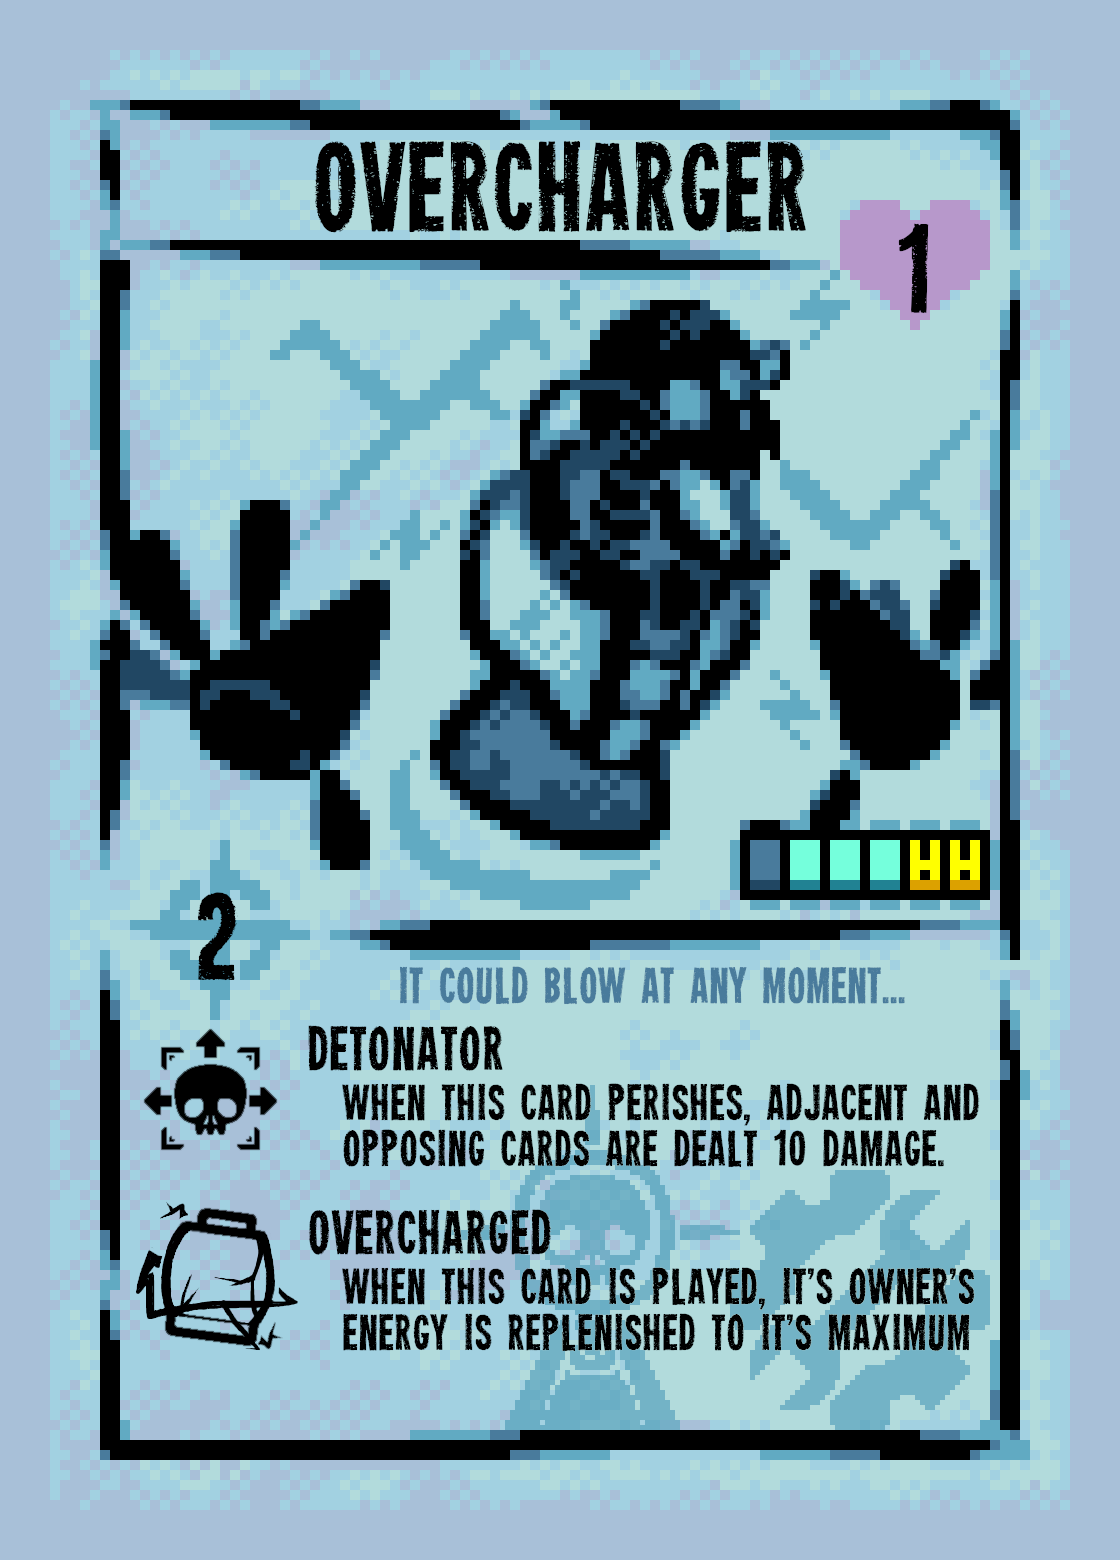 OVERCHARGER
1
2
IT COULD BLOW AT ANY MOMENT...
DETONATOR
WHEN THIS CARD PERISHES, ADJACENT AND
OPPOSING CARDS ARE DEALT 10 DAMAGE.
OVERCHARGED
WHEN THIS CARD IS PLAYED, IT'S OWNER'S
ENERGY IS REPLENISHED TO IT'S MAXIMUM